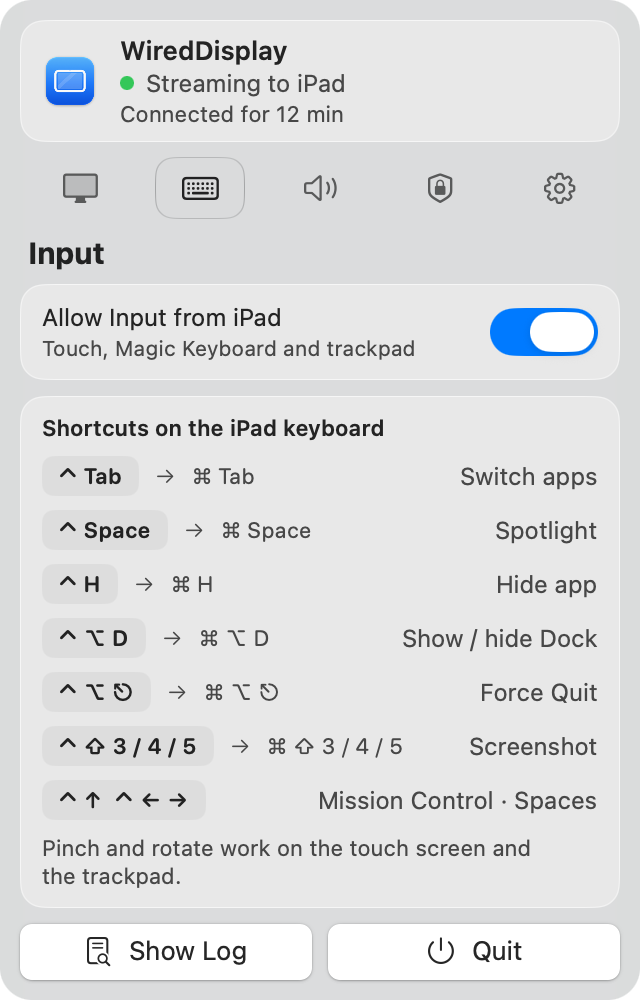 WiredDisplay
Streaming to iPad
Connected for 12 min
Input
Allow Input from iPad
Touch, Magic Keyboard and trackpad
Shortcuts on the iPad keyboard
⌃ Tab → ⌘ Tab Switch apps
⌃ Space → ⌘ Space Spotlight
⌃ H → ⌘ H Hide app
⌃ ⌥ D → ⌘ ⌥ D Show / hide Dock
⌃ ⌥ ⎋ → ⌘ ⌥ ⎋ Force Quit
⌃ ⇧ 3 / 4 / 5 → ⌘ ⇧ 3 / 4 / 5 Screenshot
⌃ ↑ ⌃ ← → Mission Control · Spaces
Pinch and rotate work on the touch screen and
the trackpad.
Show Log
Quit